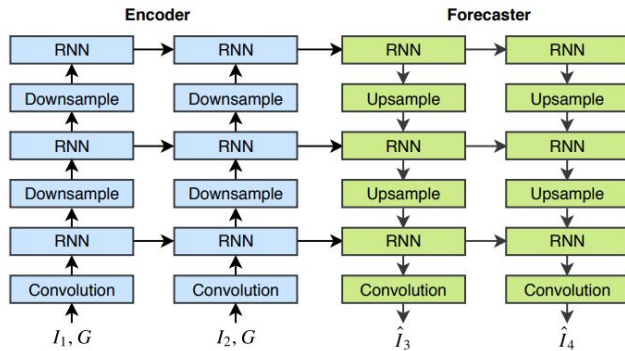 Encoder Forecaster
RNN RNN RNN RNN
Downsample Downsample Upsample Upsample
RNN RNN RNN RNN
Downsample Downsample Upsample Upsample
RNN RNN RNN RNN
Convolution Convolution Convolution Convolution
I₁, G I₂, G Î₃ Î₄